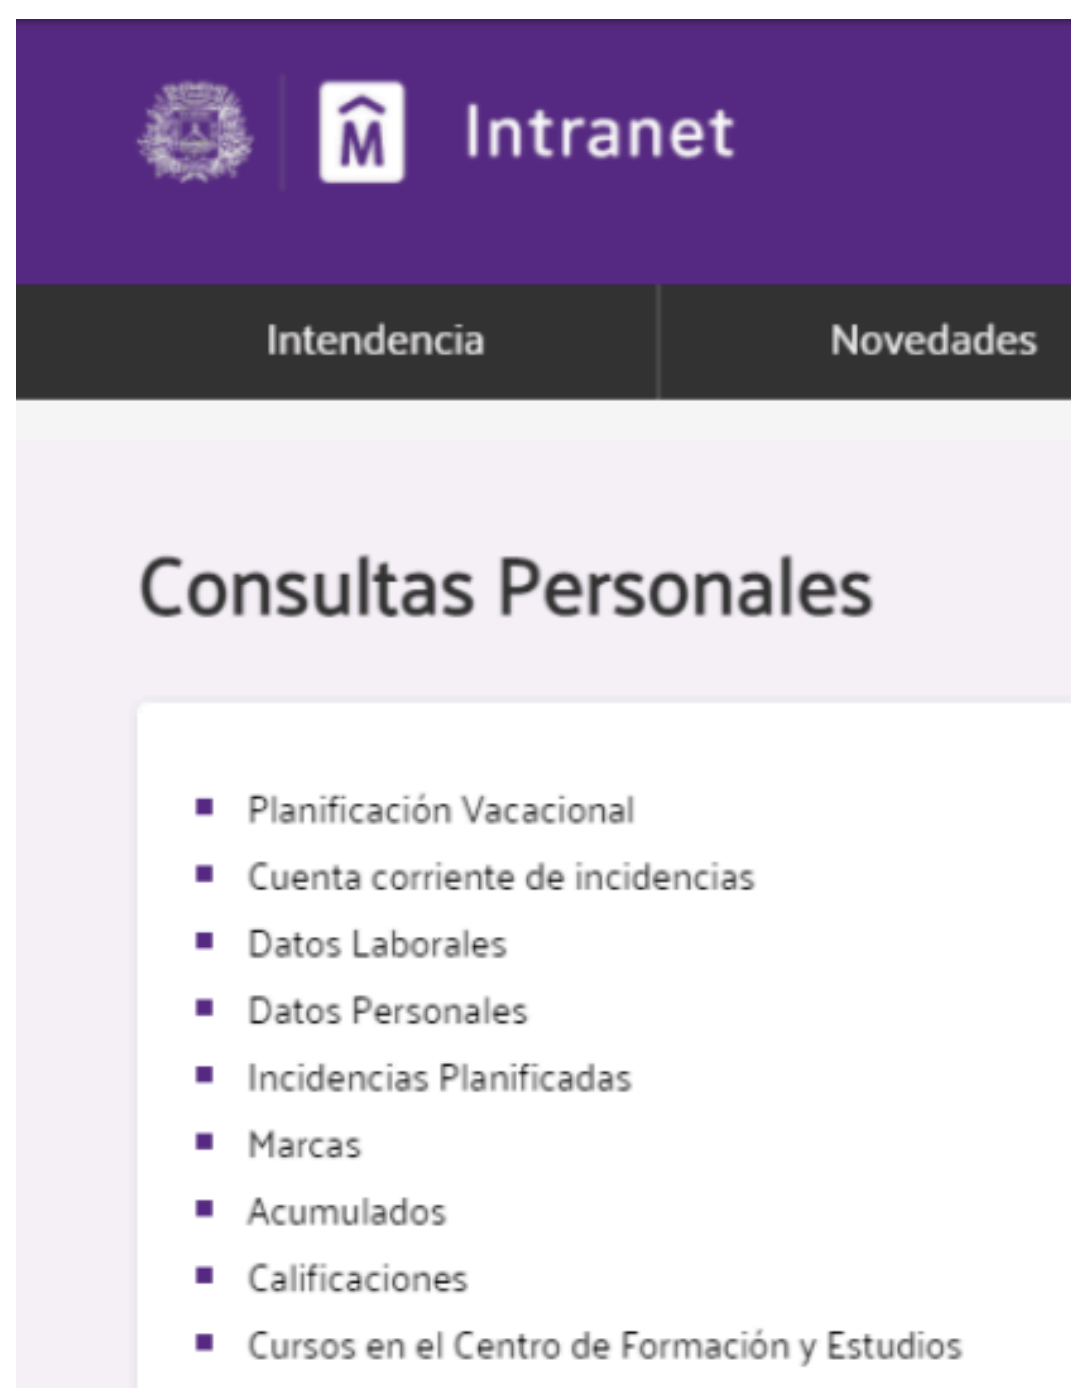 M Intranet
Intendencia Novedades
Consultas Personales
Planificación Vacacional
Cuenta corriente de incidencias
Datos Laborales
Datos Personales
Incidencias Planificadas
Marcas
Acumulados
Calificaciones
Cursos en el Centro de Formación y Estudios